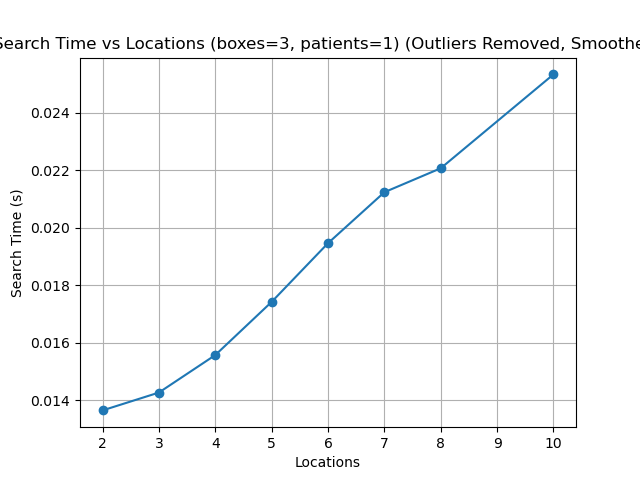 Search Time vs Locations (boxes=3, patients=1) (Outliers Removed, Smoothe
0.024
0.022
0.020
0.018
0.016
0.014
Search Time (s)
2 3 4 5 6 7 8 9 10
Locations